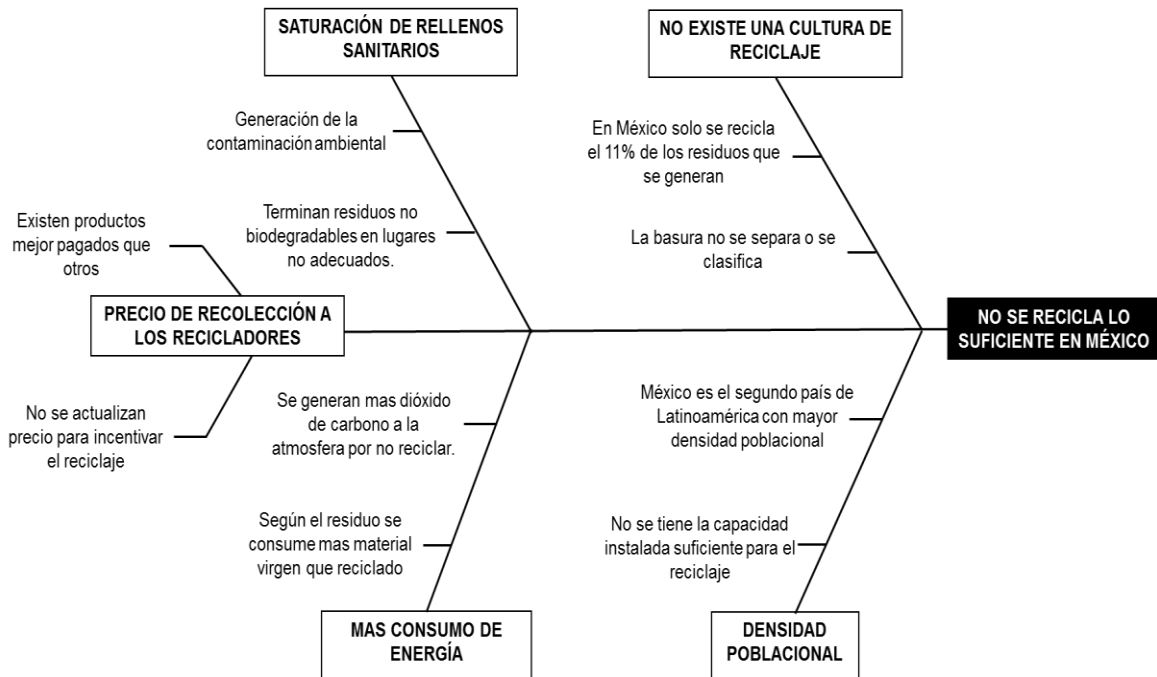 SATURACIÓN DE RELLENOS
SANITARIOS
NO EXISTE UNA CULTURA DE
RECICLAJE
Generación de la
contaminación ambiental
En México solo se recicla
el 11% de los residuos que
se generan
Terminan residuos no
biodegradables en lugares
no adecuados.
La basura no se separa o se
clasifica
Existen productos
mejor pagados que
otros
PRECIO DE RECOLECCIÓN A
LOS RECICLADORES
NO SE RECICLA LO
SUFICIENTE EN MÉXICO
No se actualizan
precio para incentivar
el reciclaje
Se generan mas dióxido
de carbono a la
atmosfera por no reciclar.
México es el segundo país de
Latinoamérica con mayor
densidad poblacional
Según el residuo se
consume mas material
virgen que reciclado
No se tiene la capacidad
instalada suficiente para el
reciclaje
MAS CONSUMO DE
ENERGÍA
DENSIDAD
POBLACIONAL